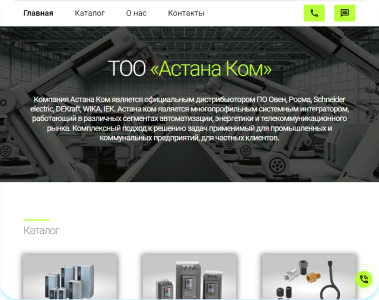 Главная Каталог О нас Контакты
ТОО «Астана Ком»
Компания Астана Ком является официальным дистрибьютором ПО Овен, Росма, Schneider
electric, DEKraft, WIKA, IEK. Астана ком является многопрофильным системным интегратором,
работающий в различных сегментах автоматизации, энергетики и телекоммуникационного
рынка. Комплексный подход к решению задач применимый для промышленных и
коммунальных предприятий, для частных клиентов.
Каталог